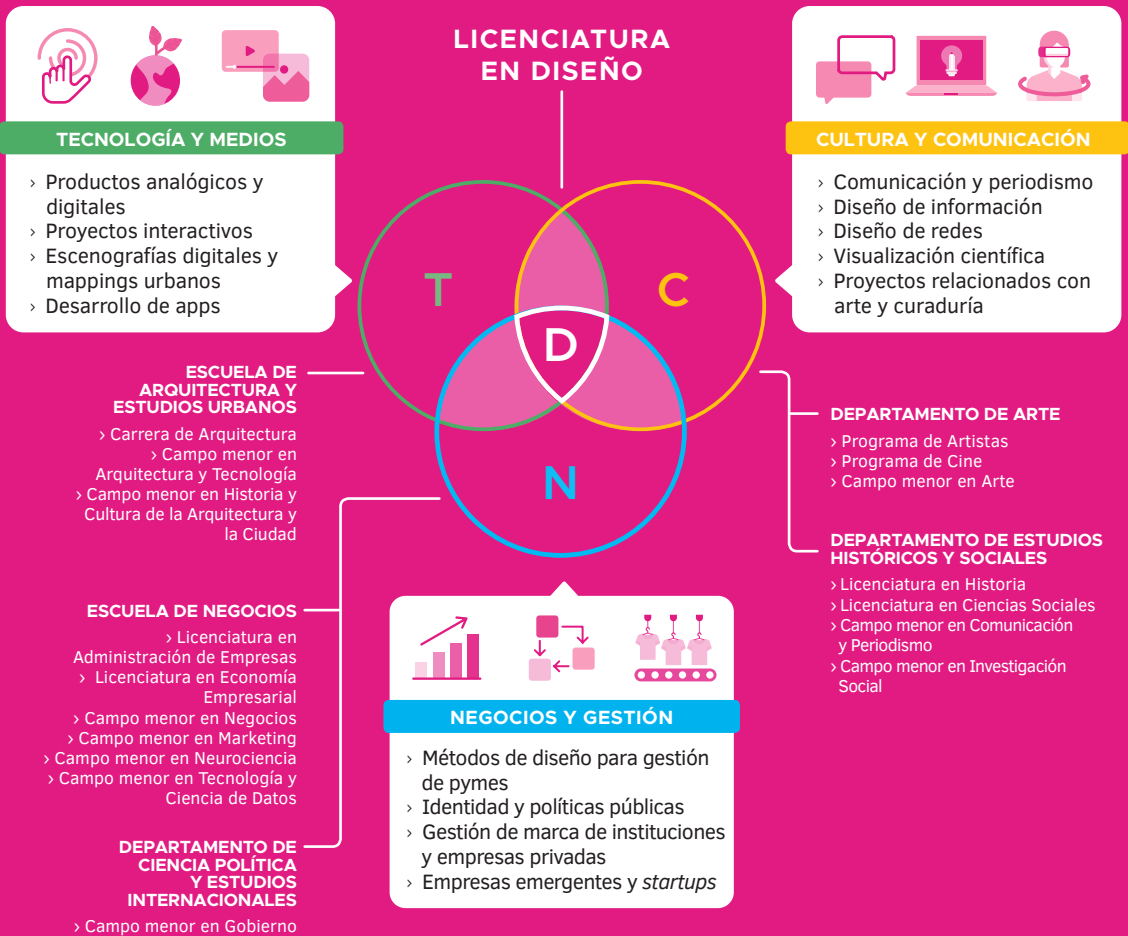 LICENCIATURA
EN DISEÑO
TECNOLOGÍA Y MEDIOS
› Productos analógicos y
digitales
› Proyectos interactivos
› Escenografías digitales y
mappings urbanos
› Desarrollo de apps
CULTURA Y COMUNICACIÓN
› Comunicación y periodismo
› Diseño de información
› Diseño de redes
› Visualización científica
› Proyectos relacionados con
arte y curaduría
T
C
D
N
ESCUELA DE
ARQUITECTURA Y
ESTUDIOS URBANOS
› Carrera de Arquitectura
› Campo menor en
Arquitectura y Tecnología
› Campo menor en Historia y
Cultura de la Arquitectura y
la Ciudad
ESCUELA DE NEGOCIOS
› Licenciatura en
Administración de Empresas
› Licenciatura en Economía
Empresarial
› Campo menor en Negocios
› Campo menor en Marketing
› Campo menor en Neurociencia
› Campo menor en Tecnología y
Ciencia de Datos
DEPARTAMENTO DE
CIENCIA POLÍTICA
Y ESTUDIOS
INTERNACIONALES
› Campo menor en Gobierno
NEGOCIOS Y GESTIÓN
› Métodos de diseño para gestión
de pymes
› Identidad y políticas públicas
› Gestión de marca de instituciones
y empresas privadas
› Empresas emergentes y startups
DEPARTAMENTO DE ARTE
› Programa de Artistas
› Programa de Cine
› Campo menor en Arte
DEPARTAMENTO DE ESTUDIOS
HISTÓRICOS Y SOCIALES
› Licenciatura en Historia
› Licenciatura en Ciencias Sociales
› Campo menor en Comunicación
y Periodismo
› Campo menor en Investigación
Social